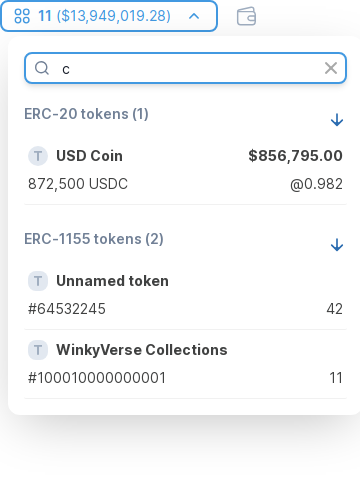 11 ($13,949,019.28)
c
ERC-20 tokens (1)
T USD Coin $856,795.00
872,500 USDC @0.982
ERC-1155 tokens (2)
T Unnamed token
#64532245 42
T WinkyVerse Collections
#100010000000001 11